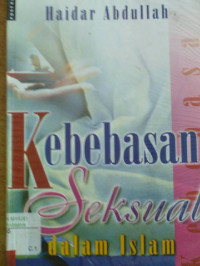 Haidar Abdullah
Kebebasan
Seksual
dalam Islam